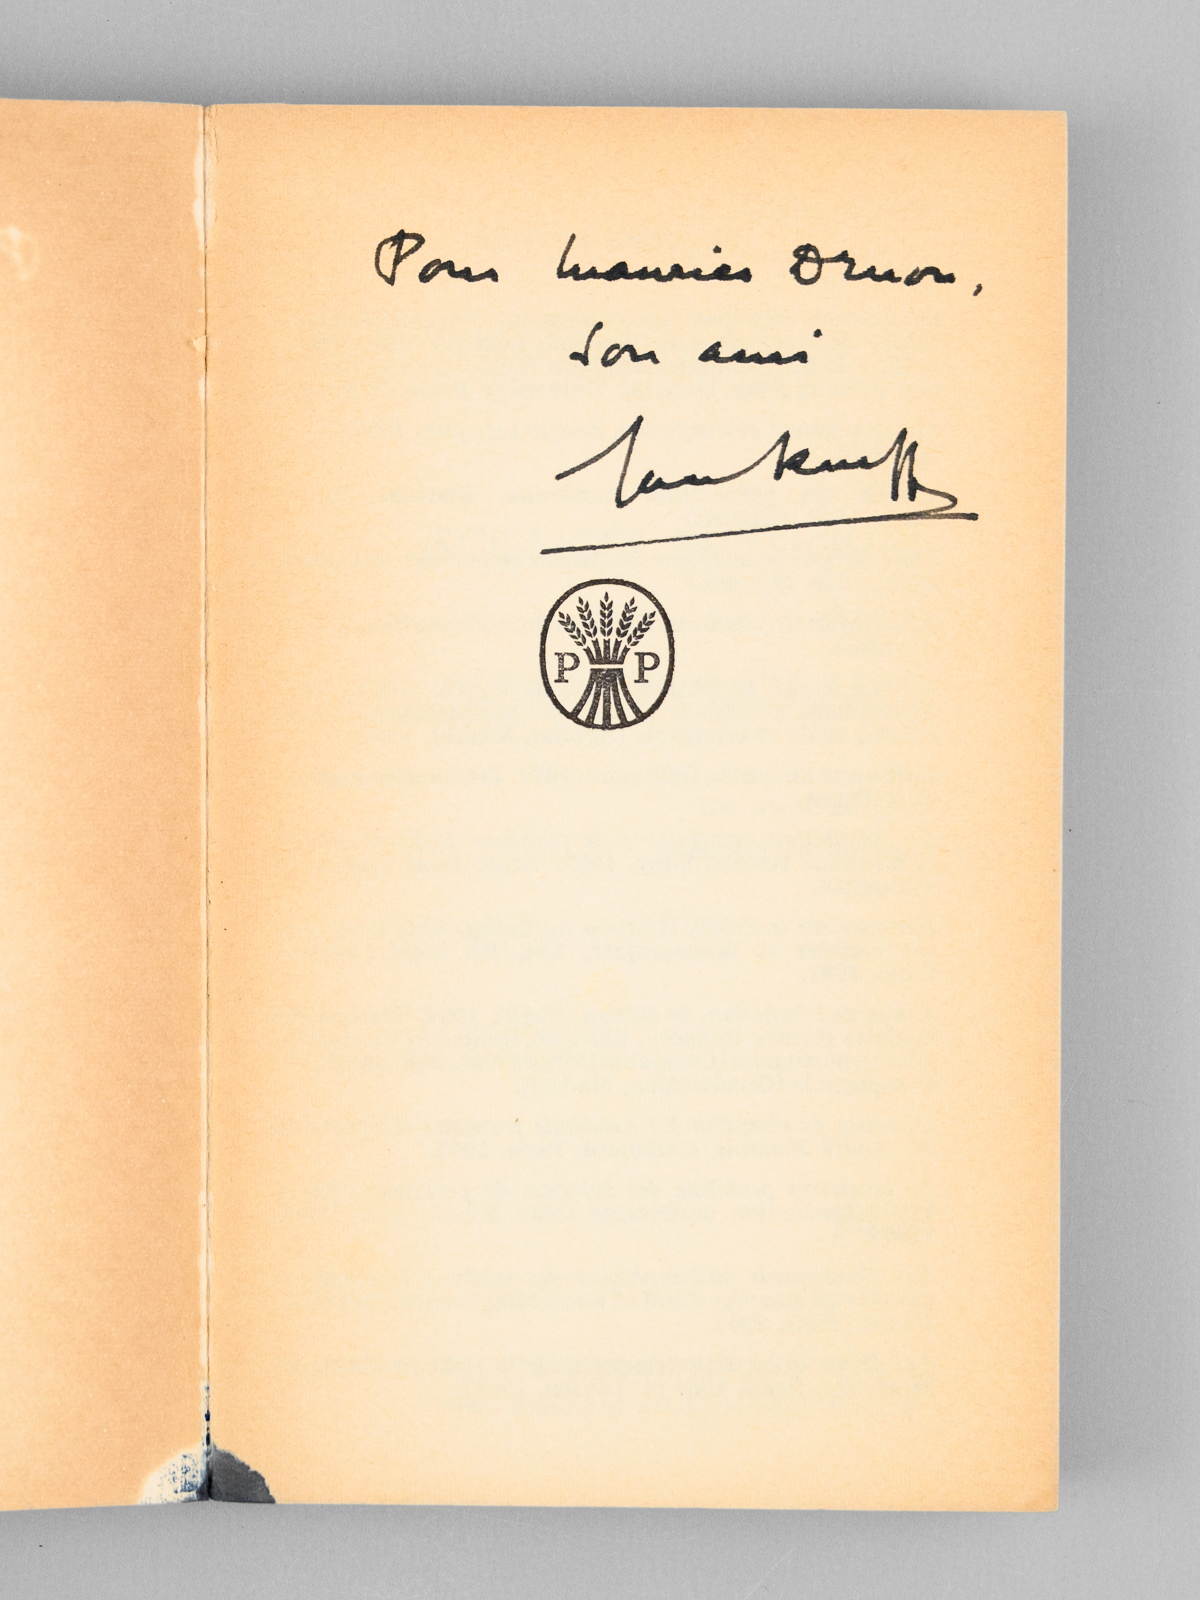 Pour Maurice Druon,
son ami
P P